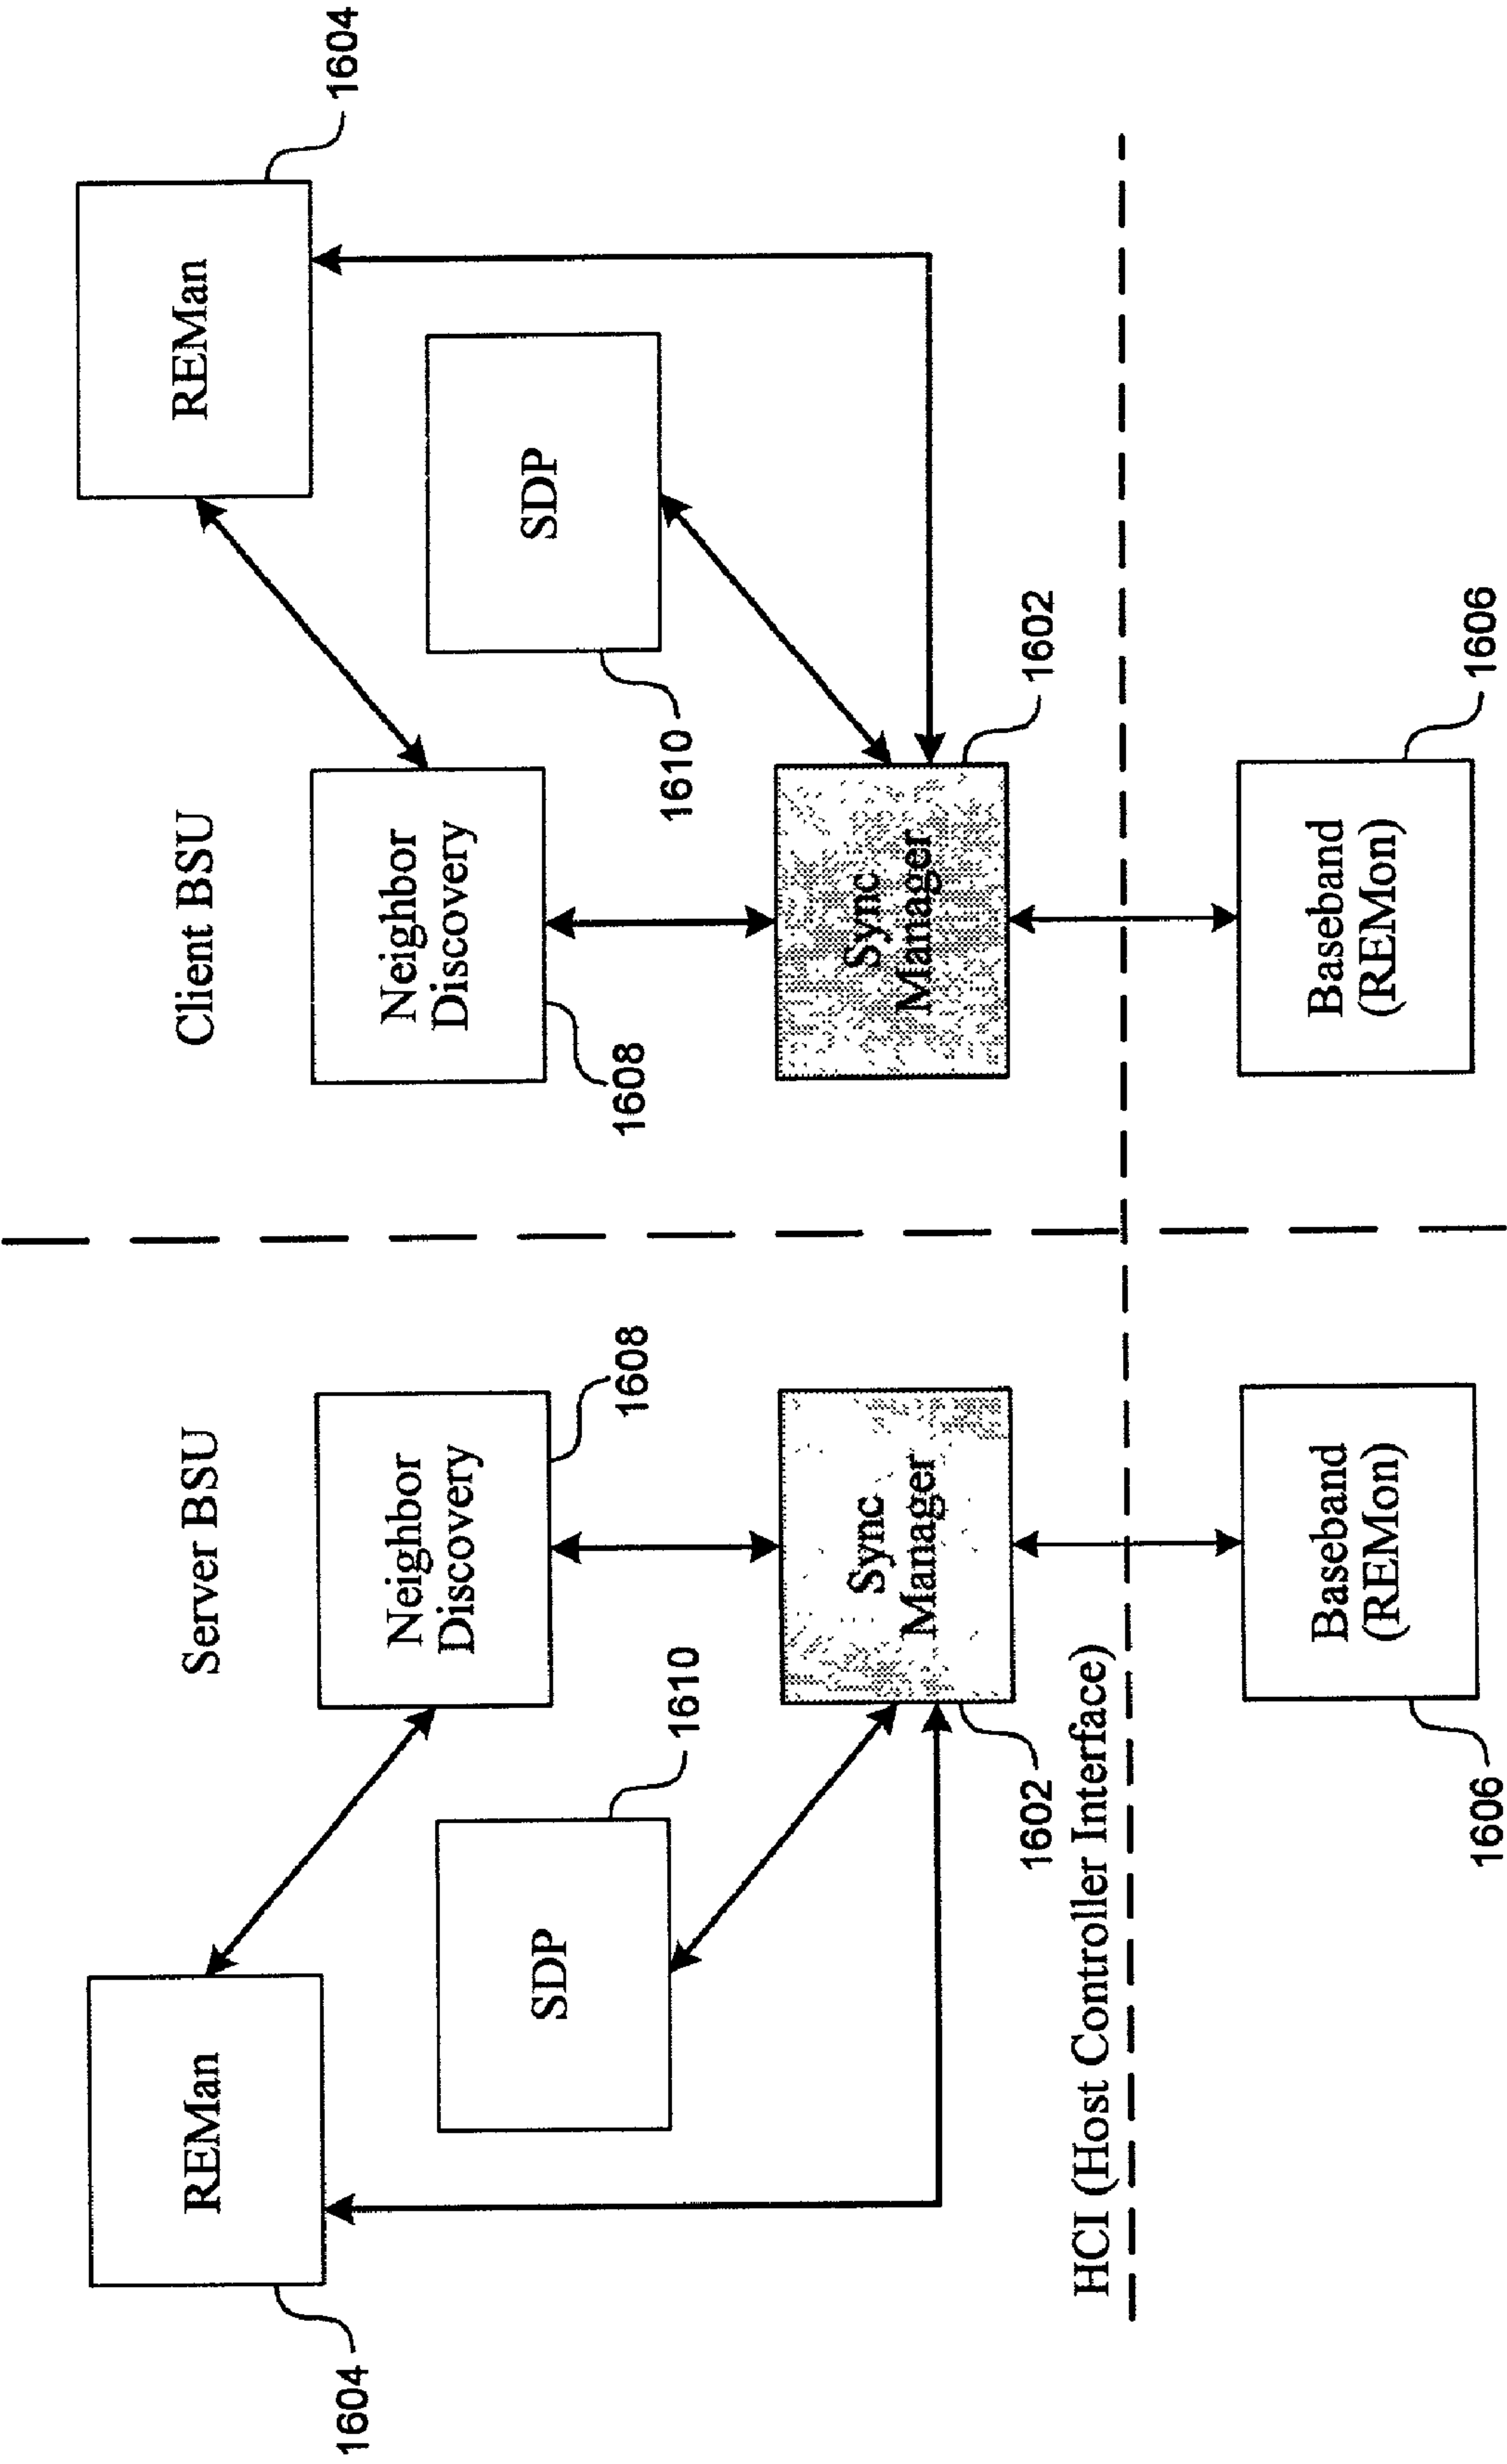 Server BSU
Client BSU
1604
REMan
Neighbor
Discovery
1608
SDP
1610
Sync
Manager
1602
HCI (Host Controller Interface)
Baseband
(REMon)
1606
REMan
1604
Neighbor
Discovery
1608
SDP
1610
Sync
Manager
1602
Baseband
(REMon)
1606